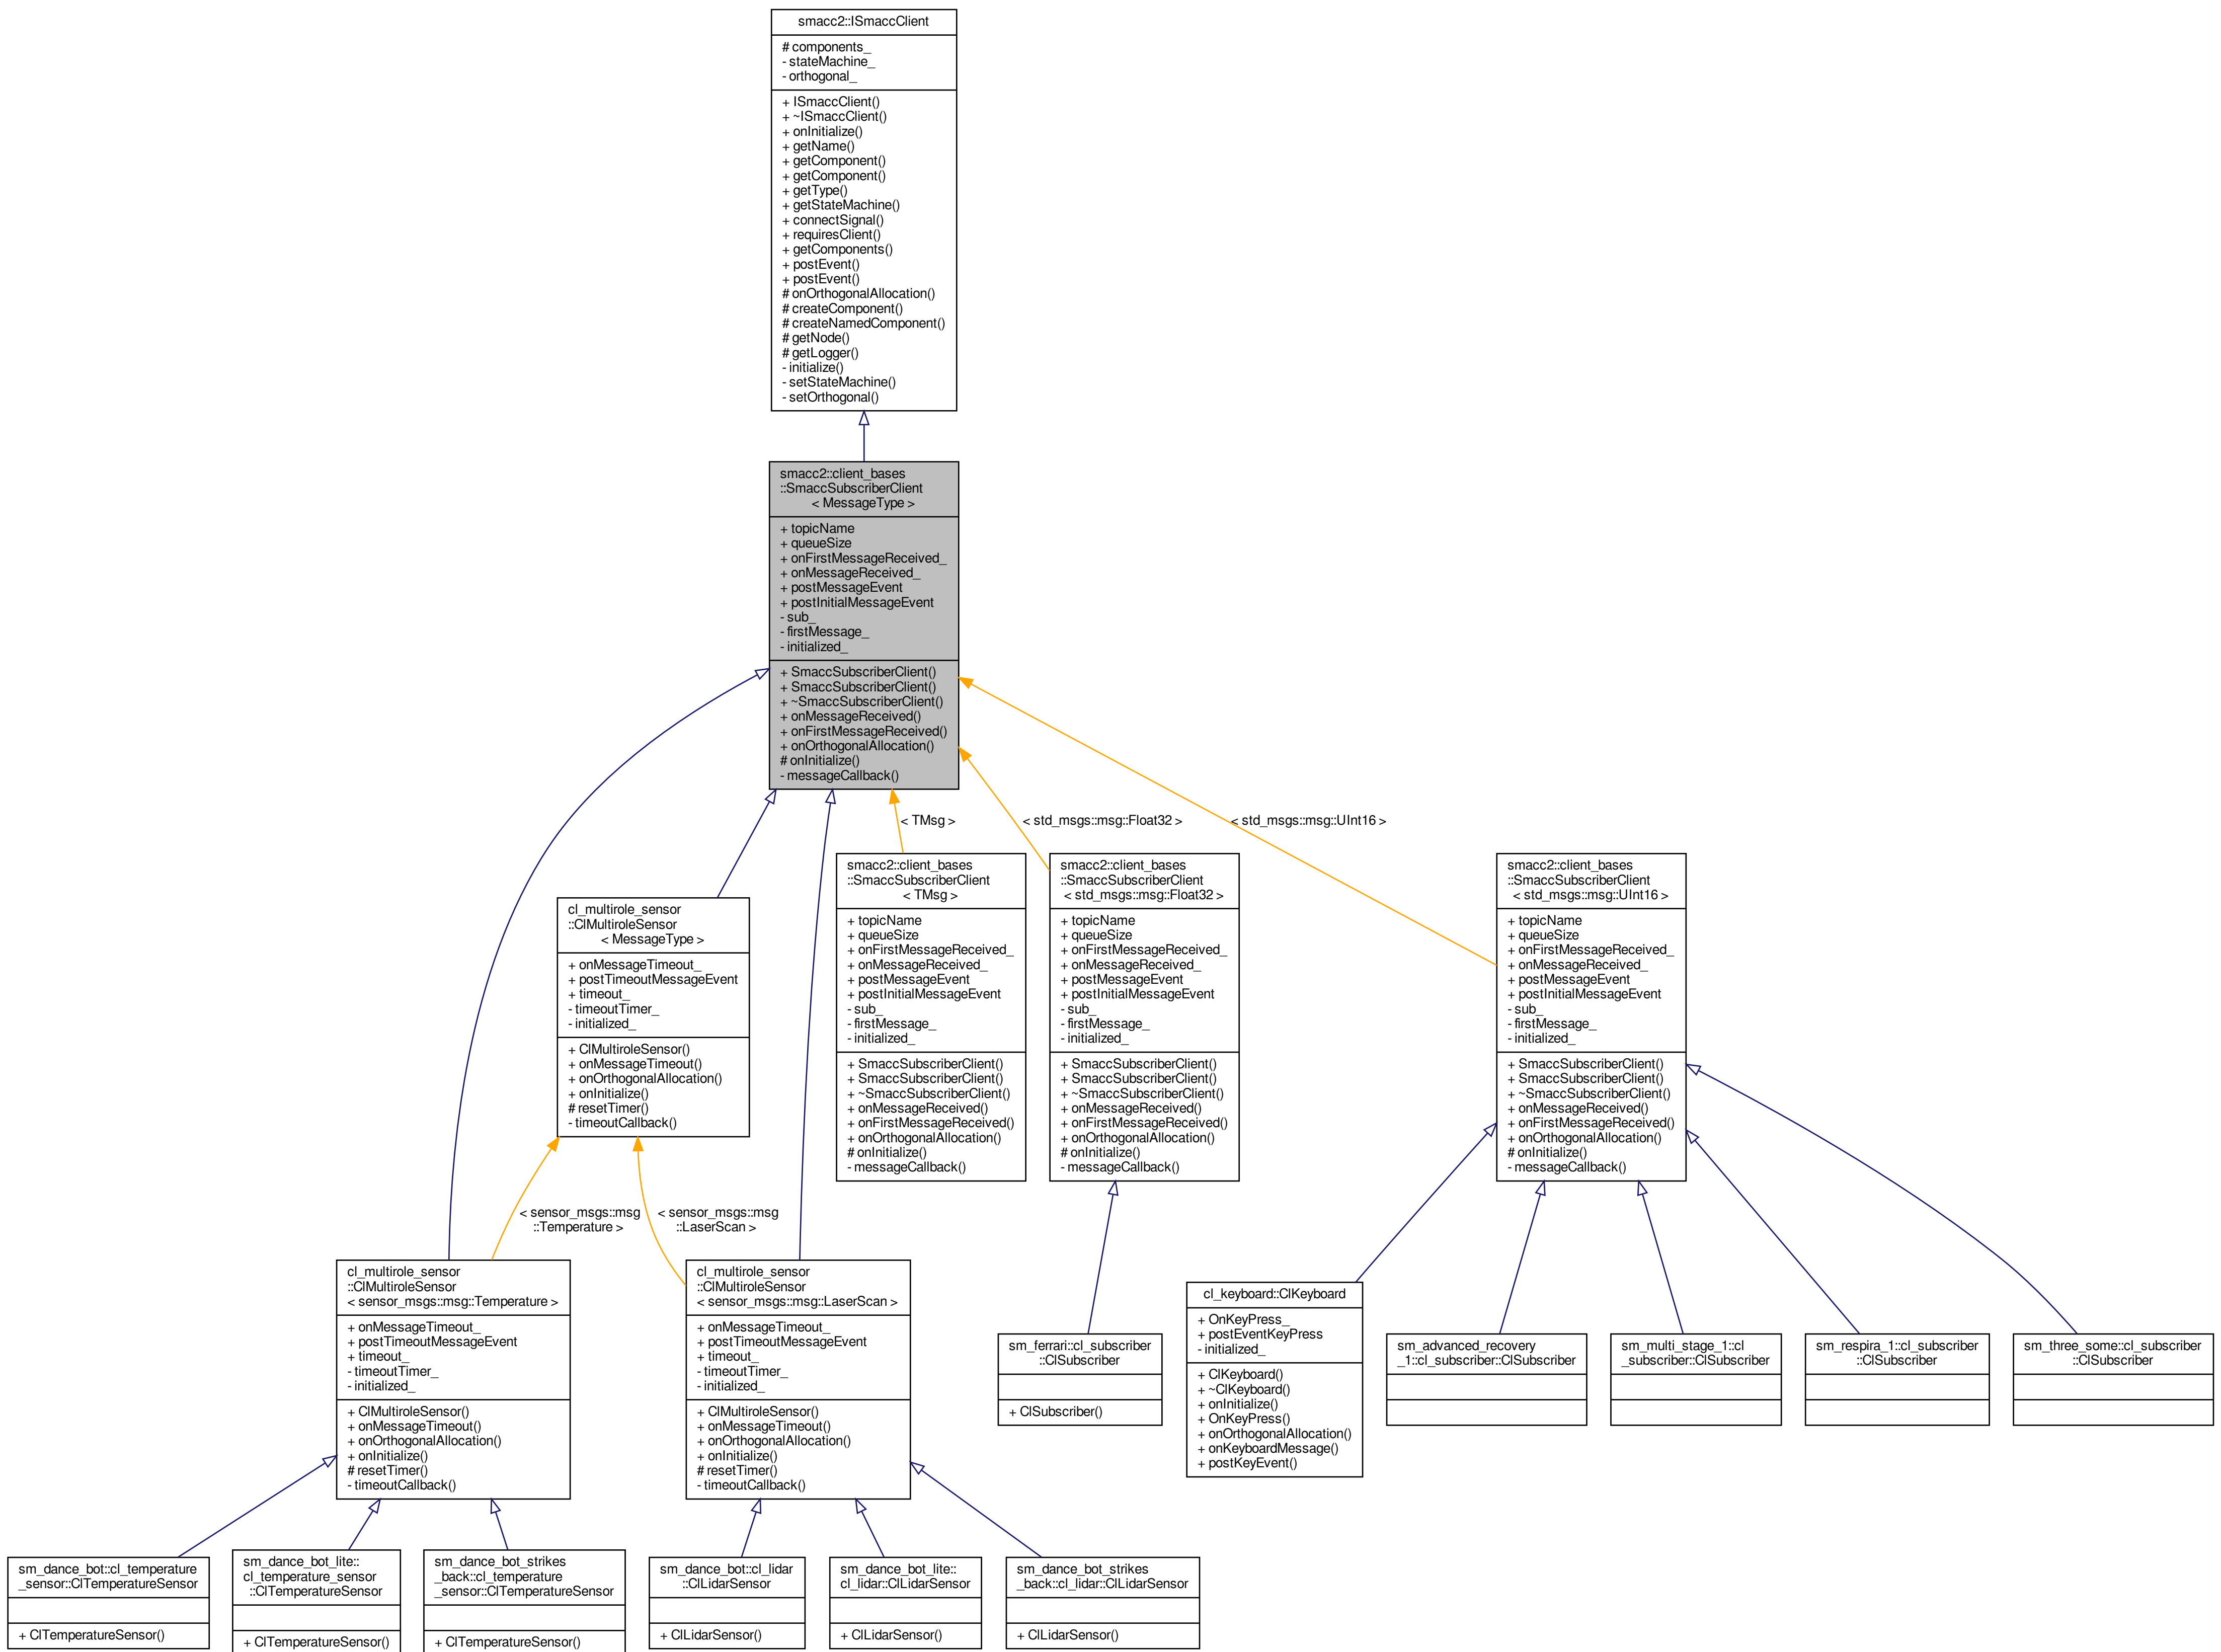 smacc2::ISmaccClient
# components_
- stateMachine_
- orthogonal_
+ ISmaccClient()
+ ~ISmaccClient()
+ onInitialize()
+ getName()
+ getComponent()
+ getComponent()
+ getType()
+ getStateMachine()
+ connectSignal()
+ requiresClient()
+ getComponents()
+ postEvent()
+ postEvent()
# onOrthogonalAllocation()
# createComponent()
# createNamedComponent()
# getNode()
# getLogger()
- initialize()
- setStateMachine()
- setOrthogonal()
smacc2::client_bases
::SmaccSubscriberClient
< MessageType >
+ topicName
+ queueSize
+ onFirstMessageReceived_
+ onMessageReceived_
+ postMessageEvent
+ postInitialMessageEvent
- sub_
- firstMessage_
- initialized_
+ SmaccSubscriberClient()
+ SmaccSubscriberClient()
+ ~SmaccSubscriberClient()
+ onMessageReceived()
+ onFirstMessageReceived()
+ onOrthogonalAllocation()
# onInitialize()
- messageCallback()
< TMsg >
< std_msgs::msg::Float32 >
< std_msgs::msg::UInt16 >
cl_multirole_sensor
::ClMultiroleSensor
< MessageType >
+ onMessageTimeout_
+ postTimeoutMessageEvent
+ timeout_
- timeoutTimer_
- initialized_
+ ClMultiroleSensor()
+ onMessageTimeout()
+ onOrthogonalAllocation()
+ onInitialize()
# resetTimer()
- timeoutCallback()
smacc2::client_bases
::SmaccSubscriberClient
< TMsg >
+ topicName
+ queueSize
+ onFirstMessageReceived_
+ onMessageReceived_
+ postMessageEvent
+ postInitialMessageEvent
- sub_
- firstMessage_
- initialized_
+ SmaccSubscriberClient()
+ SmaccSubscriberClient()
+ ~SmaccSubscriberClient()
+ onMessageReceived()
+ onFirstMessageReceived()
+ onOrthogonalAllocation()
# onInitialize()
- messageCallback()
smacc2::client_bases
::SmaccSubscriberClient
< std_msgs::msg::Float32 >
+ topicName
+ queueSize
+ onFirstMessageReceived_
+ onMessageReceived_
+ postMessageEvent
+ postInitialMessageEvent
- sub_
- firstMessage_
- initialized_
+ SmaccSubscriberClient()
+ SmaccSubscriberClient()
+ ~SmaccSubscriberClient()
+ onMessageReceived()
+ onFirstMessageReceived()
+ onOrthogonalAllocation()
# onInitialize()
- messageCallback()
smacc2::client_bases
::SmaccSubscriberClient
< std_msgs::msg::UInt16 >
+ topicName
+ queueSize
+ onFirstMessageReceived_
+ onMessageReceived_
+ postMessageEvent
+ postInitialMessageEvent
- sub_
- firstMessage_
- initialized_
+ SmaccSubscriberClient()
+ SmaccSubscriberClient()
+ ~SmaccSubscriberClient()
+ onMessageReceived()
+ onFirstMessageReceived()
+ onOrthogonalAllocation()
# onInitialize()
- messageCallback()
< sensor_msgs::msg
::Temperature >
< sensor_msgs::msg
::LaserScan >
cl_multirole_sensor
::ClMultiroleSensor
< sensor_msgs::msg::Temperature >
+ onMessageTimeout_
+ postTimeoutMessageEvent
+ timeout_
- timeoutTimer_
- initialized_
+ ClMultiroleSensor()
+ onMessageTimeout()
+ onOrthogonalAllocation()
+ onInitialize()
# resetTimer()
- timeoutCallback()
cl_multirole_sensor
::ClMultiroleSensor
< sensor_msgs::msg::LaserScan >
+ onMessageTimeout_
+ postTimeoutMessageEvent
+ timeout_
- timeoutTimer_
- initialized_
+ ClMultiroleSensor()
+ onMessageTimeout()
+ onOrthogonalAllocation()
+ onInitialize()
# resetTimer()
- timeoutCallback()
sm_ferrari::cl_subscriber
::ClSubscriber
+ ClSubscriber()
cl_keyboard::ClKeyboard
+ OnKeyPress_
+ postEventKeyPress
- initialized_
+ ClKeyboard()
+ ~ClKeyboard()
+ onInitialize()
+ OnKeyPress()
+ onOrthogonalAllocation()
+ onKeyboardMessage()
+ postKeyEvent()
sm_advanced_recovery
_1::cl_subscriber::ClSubscriber
sm_multi_stage_1::cl
_subscriber::ClSubscriber
sm_respira_1::cl_subscriber
::ClSubscriber
sm_three_some::cl_subscriber
::ClSubscriber
sm_dance_bot::cl_temperature
_sensor::ClTemperatureSensor
+ ClTemperatureSensor()
sm_dance_bot_lite::
cl_temperature_sensor
::ClTemperatureSensor
+ ClTemperatureSensor()
sm_dance_bot_strikes
_back::cl_temperature
_sensor::ClTemperatureSensor
+ ClTemperatureSensor()
sm_dance_bot::cl_lidar
::ClLidarSensor
+ ClLidarSensor()
sm_dance_bot_lite::
cl_lidar::ClLidarSensor
+ ClLidarSensor()
sm_dance_bot_strikes
_back::cl_lidar::ClLidarSensor
+ ClLidarSensor()